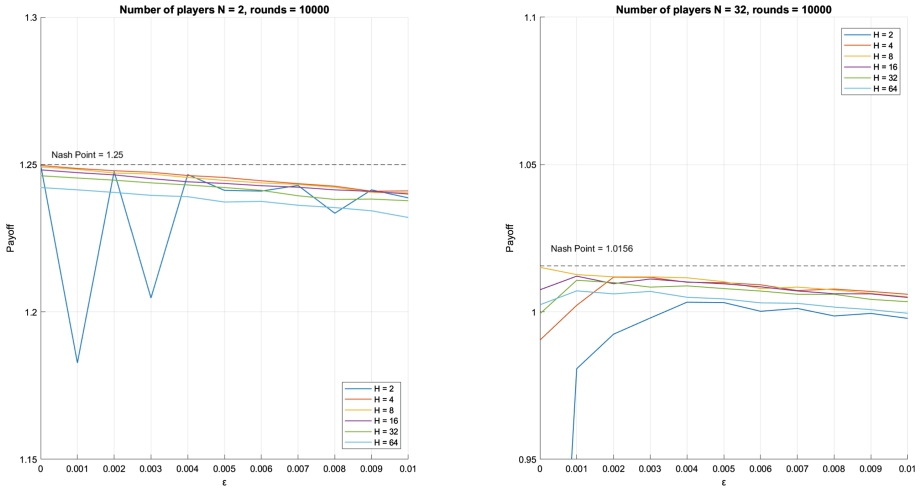 Number of players N = 2, rounds = 10000
1.3
1.25
1.2
1.15
Payoff
Nash Point = 1.25
H = 2
H = 4
H = 8
H = 16
H = 32
H = 64
0 0.001 0.002 0.003 0.004 0.005 0.006 0.007 0.008 0.009 0.01
ε
Number of players N = 32, rounds = 10000
1.1
1.05
1
0.95
Payoff
Nash Point = 1.0156
H = 2
H = 4
H = 8
H = 16
H = 32
H = 64
0 0.001 0.002 0.003 0.004 0.005 0.006 0.007 0.008 0.009 0.01
ε